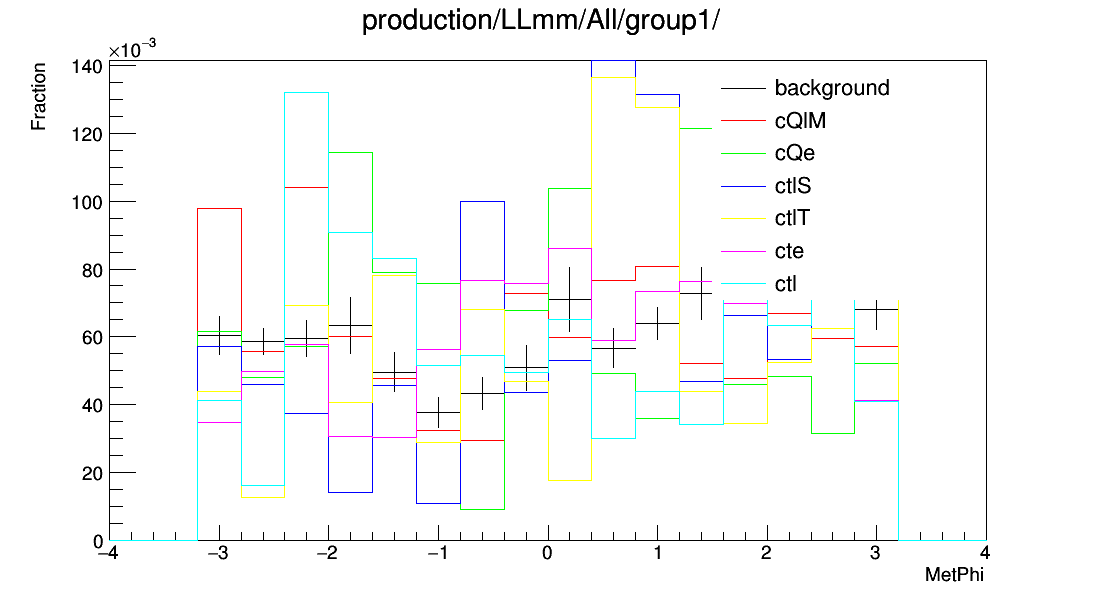 production/LLmm/All/group1/
×10⁻³
Fraction
140
120
100
80
60
40
20
0
background
cQlM
cQe
ctlS
ctlT
cte
ctl
−4 −3 −2 −1 0 1 2 3 4
MetPhi